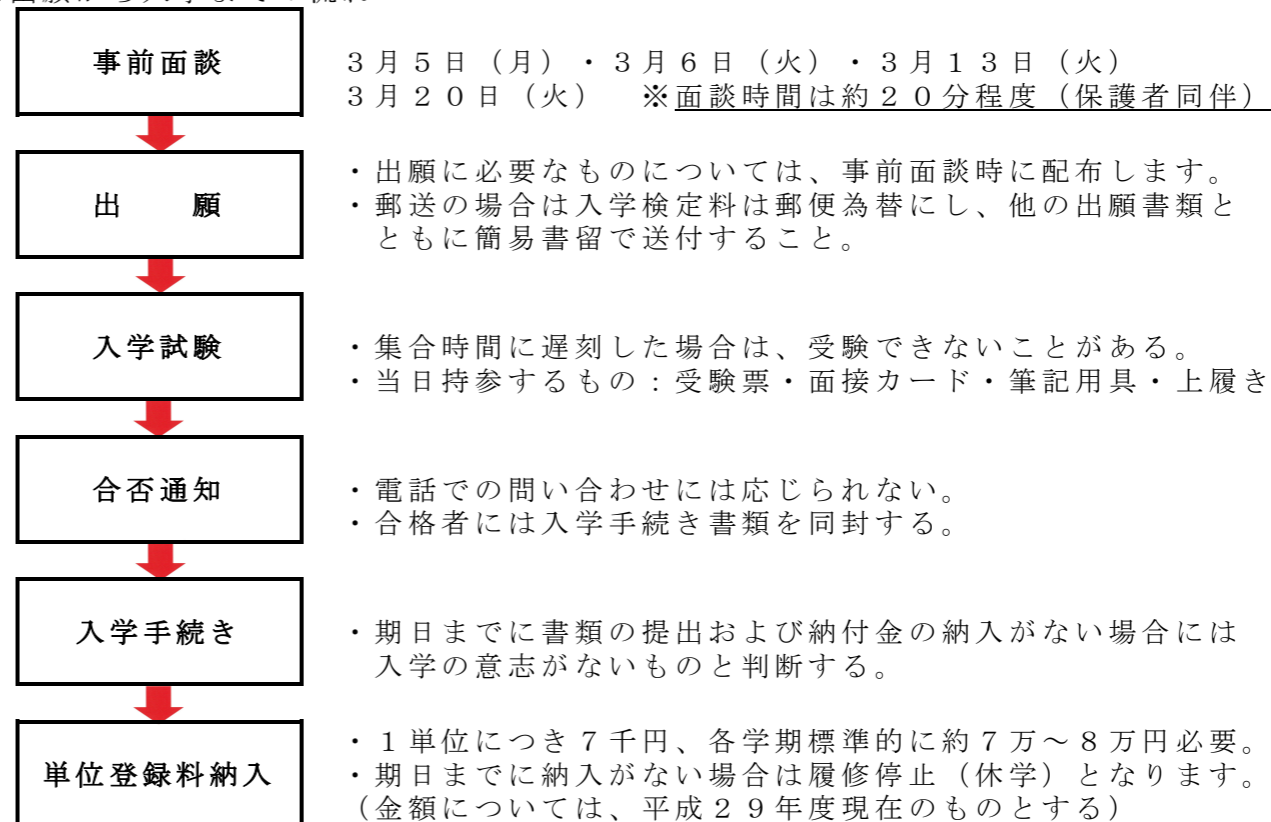 事前面談
３月５日（月）・３月６日（火）・３月１３日（火）
３月２０日（火）　※面談時間は約２０分程度（保護者同伴）
出　　願
・出願に必要なものについては、事前面談時に配布します。
・郵送の場合は入学検定料は郵便為替にし、他の出願書類と
ともに簡易書留で送付すること。
入学試験
・集合時間に遅刻した場合は、受験できないことがある。
・当日持参するもの：受験票・面接カード・筆記用具・上履き
合否通知
・電話での問い合わせには応じられない。
・合格者には入学手続き書類を同封する。
入学手続き
・期日までに書類の提出および納付金の納入がない場合には
入学の意志がないものと判断する。
単位登録料納入
・１単位につき７千円、各学期標準的に約７万～８万円必要。
・期日までに納入がない場合は履修停止（休学）となります。
（金額については、平成２９年度現在のものとする）